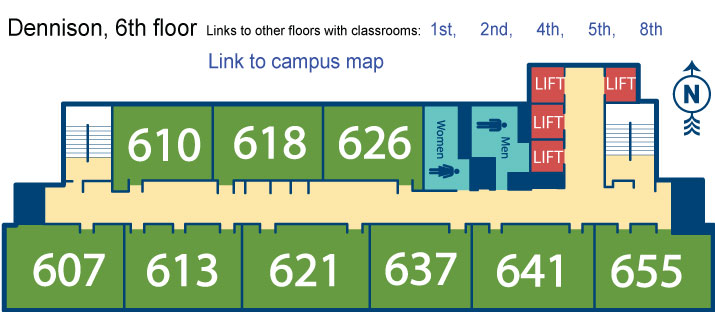 Dennison, 6th floor Links to other floors with classrooms: 1st, 2nd, 4th, 5th, 8th
Link to campus map
LIFT LIFT
N
LIFT
610 618 626 Women Men
LIFT
607 613 621 637 641 655